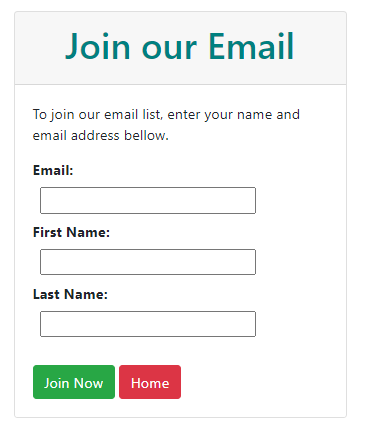 Join our Email
To join our email list, enter your name and
email address bellow.
Email:
First Name:
Last Name:
Join Now Home